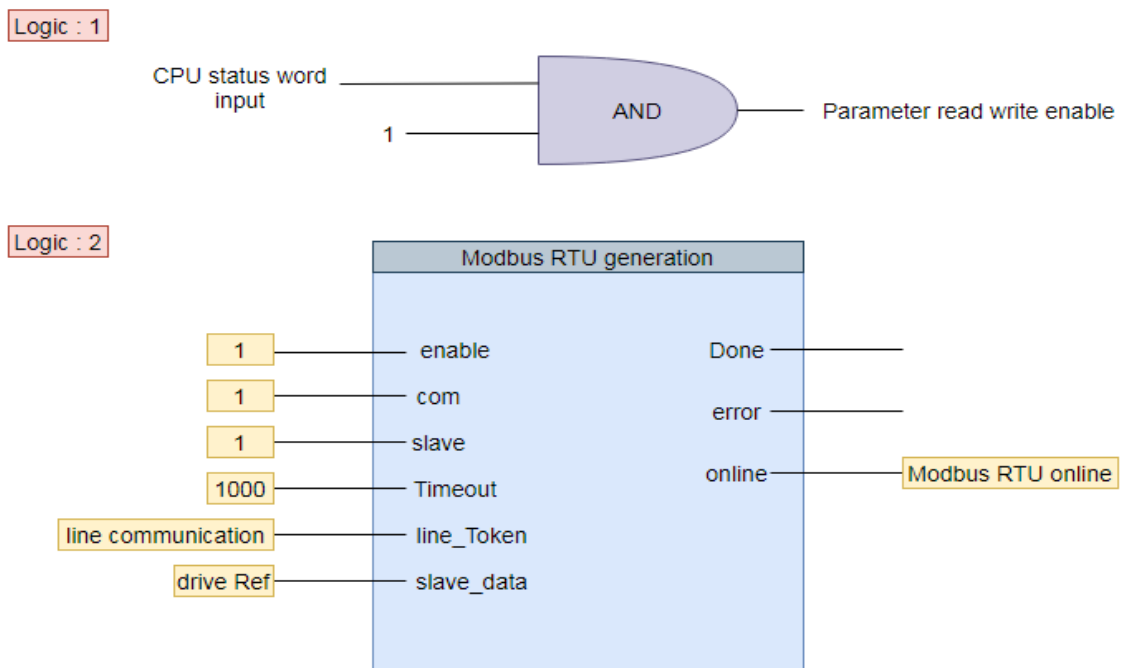 Logic : 1
CPU status word
input
1
AND
Parameter read write enable
Logic : 2
Modbus RTU generation
1
enable
Done
1
com
error
1
slave
online
Modbus RTU online
1000
Timeout
line communication
line_Token
drive Ref
slave_data